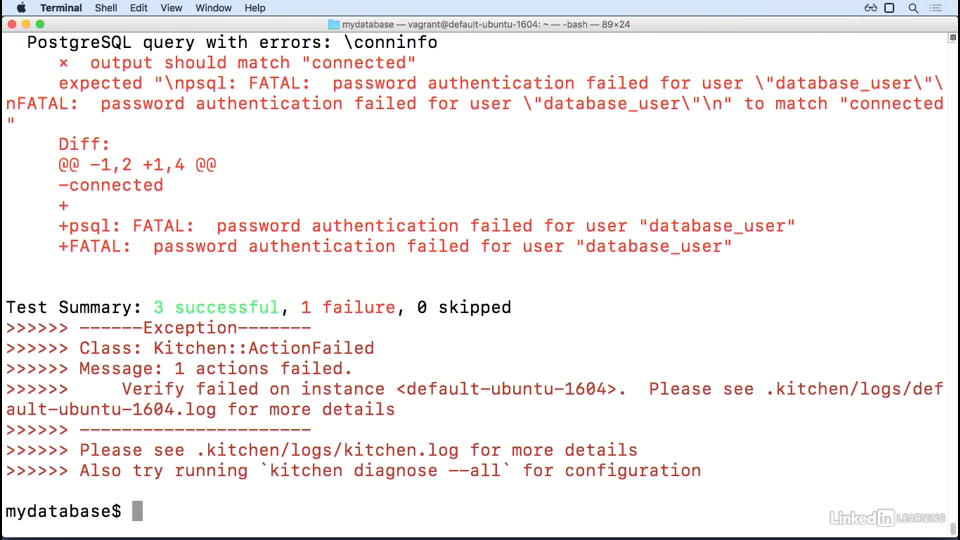 Terminal Shell Edit View Window Help
mydatabase — vagrant@default-ubuntu-1604: ~ — -bash — 89×24
PostgreSQL query with errors: \conninfo
× output should match "connected"
expected "\npsql: FATAL:  password authentication failed for user \"database_user\"\
nFATAL:  password authentication failed for user \"database_user\"\n" to match "connected
"
Diff:
@@ -1,2 +1,4 @@
-connected
+
+psql: FATAL:  password authentication failed for user "database_user"
+FATAL:  password authentication failed for user "database_user"
Test Summary: 3 successful, 1 failure, 0 skipped
>>>>>> ------Exception-------
>>>>>> Class: Kitchen::ActionFailed
>>>>>> Message: 1 actions failed.
>>>>>>     Verify failed on instance <default-ubuntu-1604>.  Please see .kitchen/logs/def
ault-ubuntu-1604.log for more details
>>>>>> ----------------------
>>>>>> Please see .kitchen/logs/kitchen.log for more details
>>>>>> Also try running `kitchen diagnose --all` for configuration
mydatabase$
Linked in LEARNING